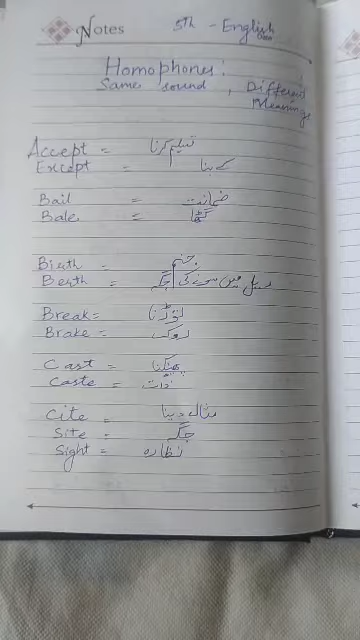 Notes 5th - English
Homophones:
Same sound, Different
Meanings
Accept = تسلیم کرنا
Except = کے بنا
Bail = ضمانت
Bale = گٹھا
Birth = جنم
Berth = ریل میں سونے کی جگہ
Break = توڑنا
Brake = روک
Cast = پھینکنا
Caste = ذات
Cite = مثال دینا
Site = جگہ
Sight = نظارہ